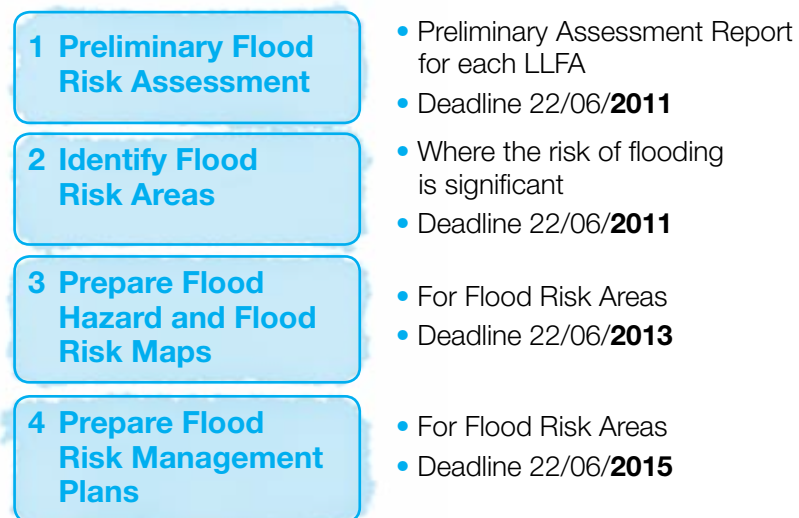 1 Preliminary Flood
Risk Assessment
• Preliminary Assessment Report
for each LLFA
• Deadline 22/06/2011
2 Identify Flood
Risk Areas
• Where the risk of flooding
is significant
• Deadline 22/06/2011
3 Prepare Flood
Hazard and Flood
Risk Maps
• For Flood Risk Areas
• Deadline 22/06/2013
4 Prepare Flood
Risk Management
Plans
• For Flood Risk Areas
• Deadline 22/06/2015